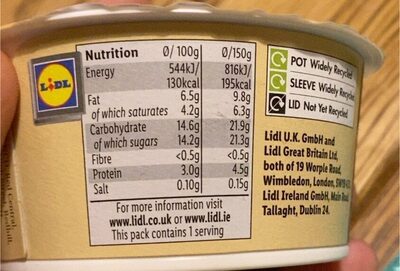 Nutrition Ø/ 100g Ø/150g
Energy 544kJ/ 816kJ/
130kcal 195kcal
Fat 6.5g 9.8g
of which saturates 4.2g 6.3g
Carbohydrate 14.6g 21.9g
of which sugars 14.2g 21.3g
Fibre <0.5g <0.5g
Protein 3.0g 4.5g
Salt 0.10g 0.15g
For more information visit
www.lidl.co.uk or www.lidl.ie
This pack contains 1 serving
LIDL
POT Widely Recycled
SLEEVE Widely Recycled
LID Not Yet Recycled
Lidl U.K. GmbH and
Lidl Great Britain Ltd,
both of 19 Worple Road,
Wimbledon, London,
Lidl Ireland GmbH, Main Road,
Tallaght, Dublin 24.